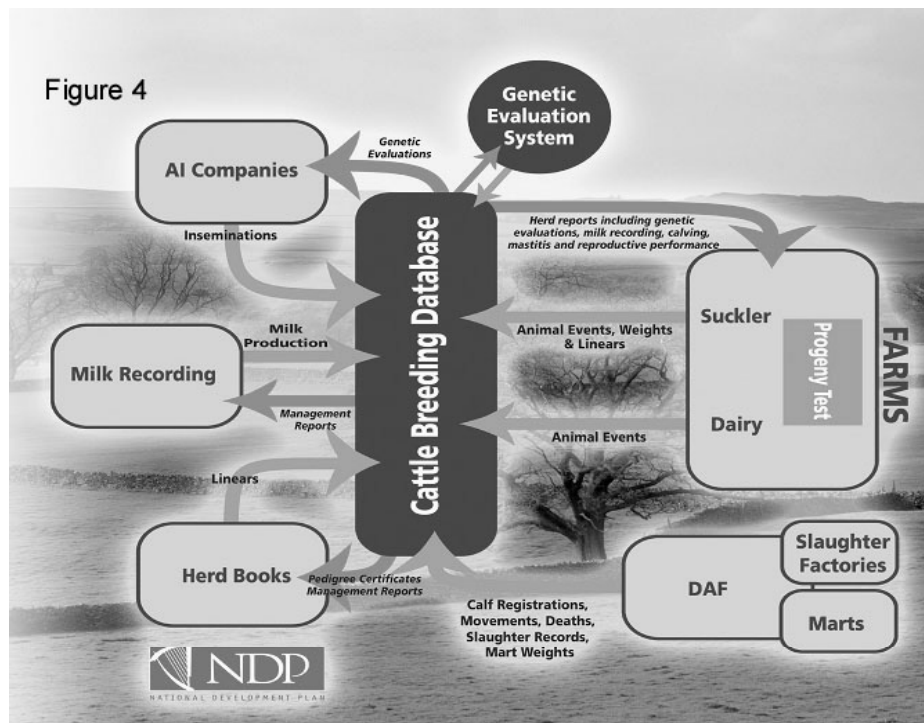 Figure 4
Genetic
Evaluation
System
Genetic
Evaluations
AI Companies
Inseminations
Herd reports including genetic
evaluations, milk recording, calving,
mastitis and reproductive performance
Cattle Breeding Database
Suckler
Progeny Test
FARMS
Animal Events, Weights
& Linears
Milk
Production
Milk Recording
Management
Reports
Dairy
Animal Events
Linears
Herd Books
Pedigree Certificates
Management Reports
Calf Registrations,
Movements, Deaths,
Slaughter Records,
Mart Weights
DAF
Slaughter
Factories
Marts
NDP
NATIONAL DEVELOPMENT PLAN